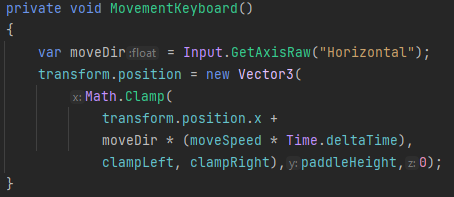 private void MovementKeyboard()
{
var moveDir:float = Input.GetAxisRaw("Horizontal");
transform.position = new Vector3(
x:Math.Clamp(
transform.position.x +
moveDir * (moveSpeed * Time.deltaTime),
clampLeft, clampRight),y:paddleHeight,z:0);
}